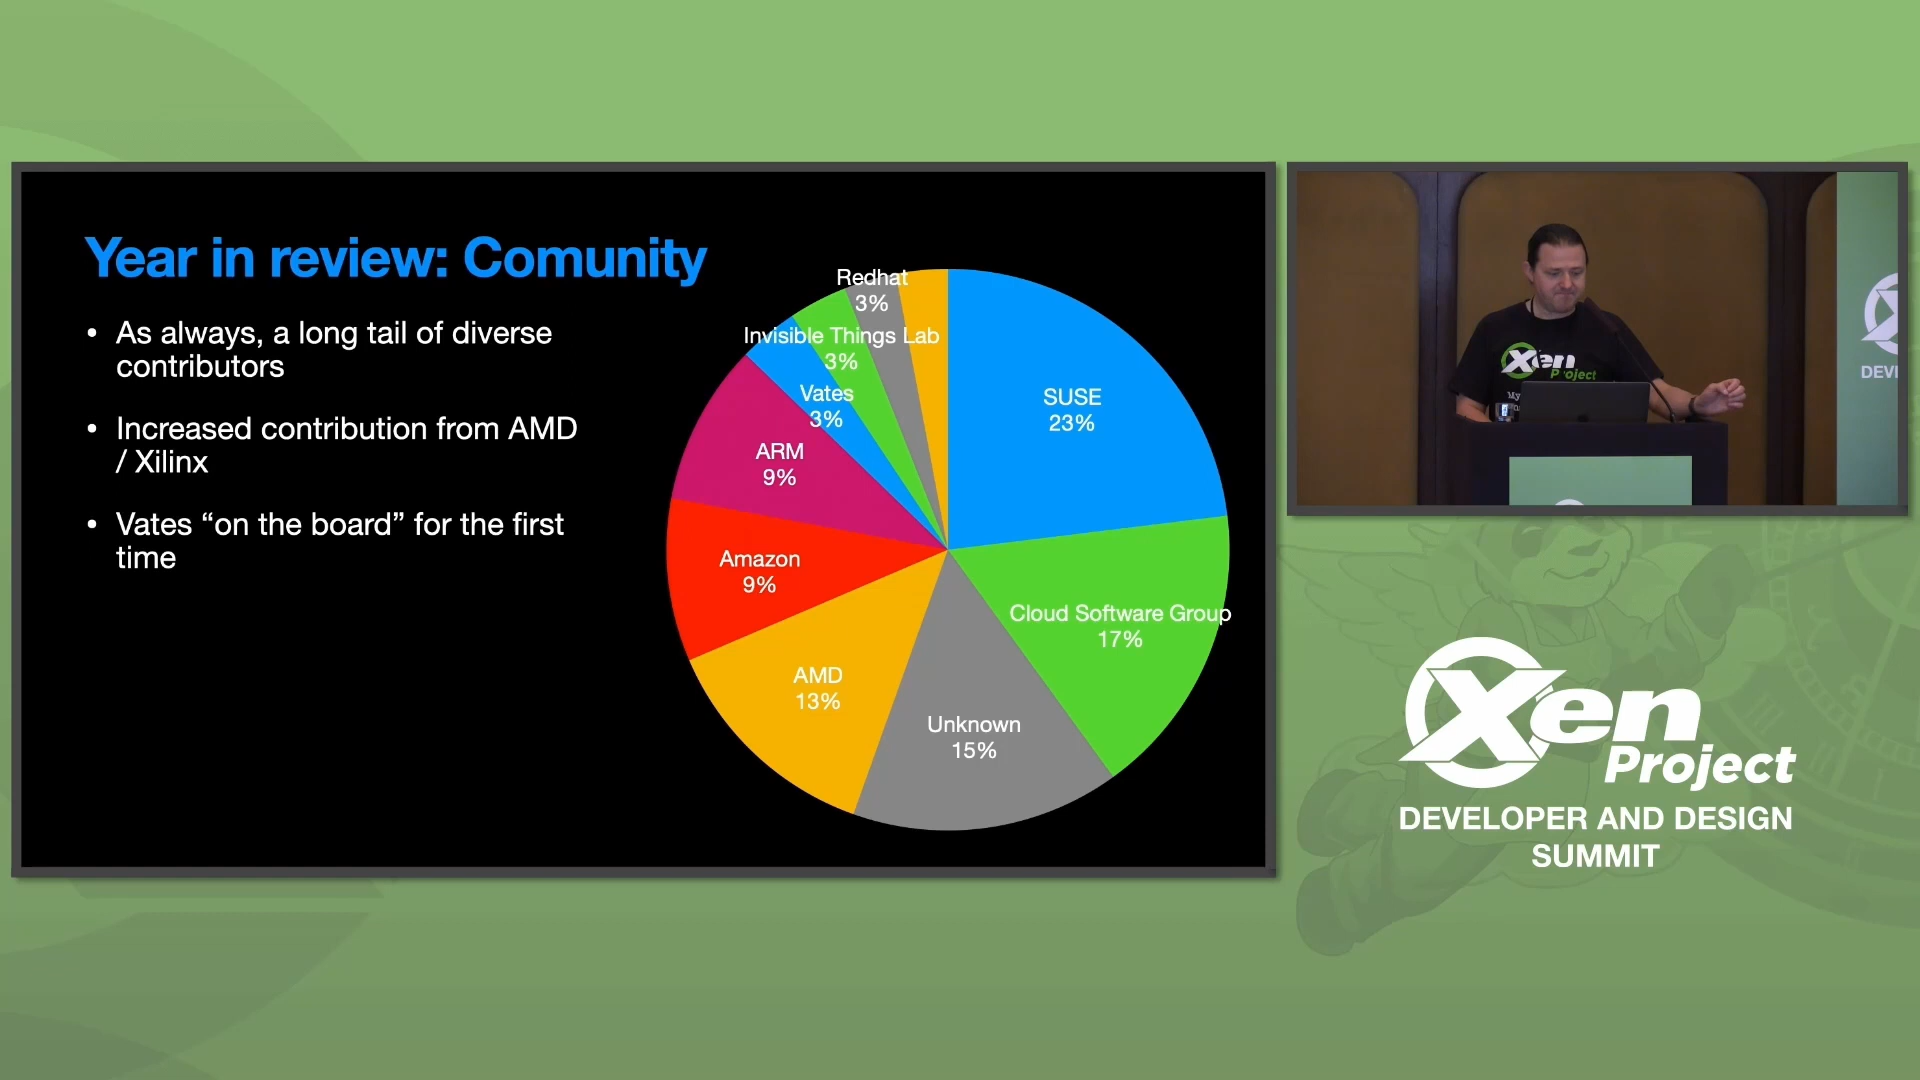 Year in review: Comunity
• As always, a long tail of diverse
contributors
• Increased contribution from AMD
/ Xilinx
• Vates “on the board” for the first
time
Redhat
3%
Invisible Things Lab
3%
Vates
3%
ARM
9%
Amazon
9%
AMD
13%
Unknown
15%
Cloud Software Group
17%
SUSE
23%
Xen
Project
DEVI
Xen
Project
DEVELOPER AND DESIGN
SUMMIT